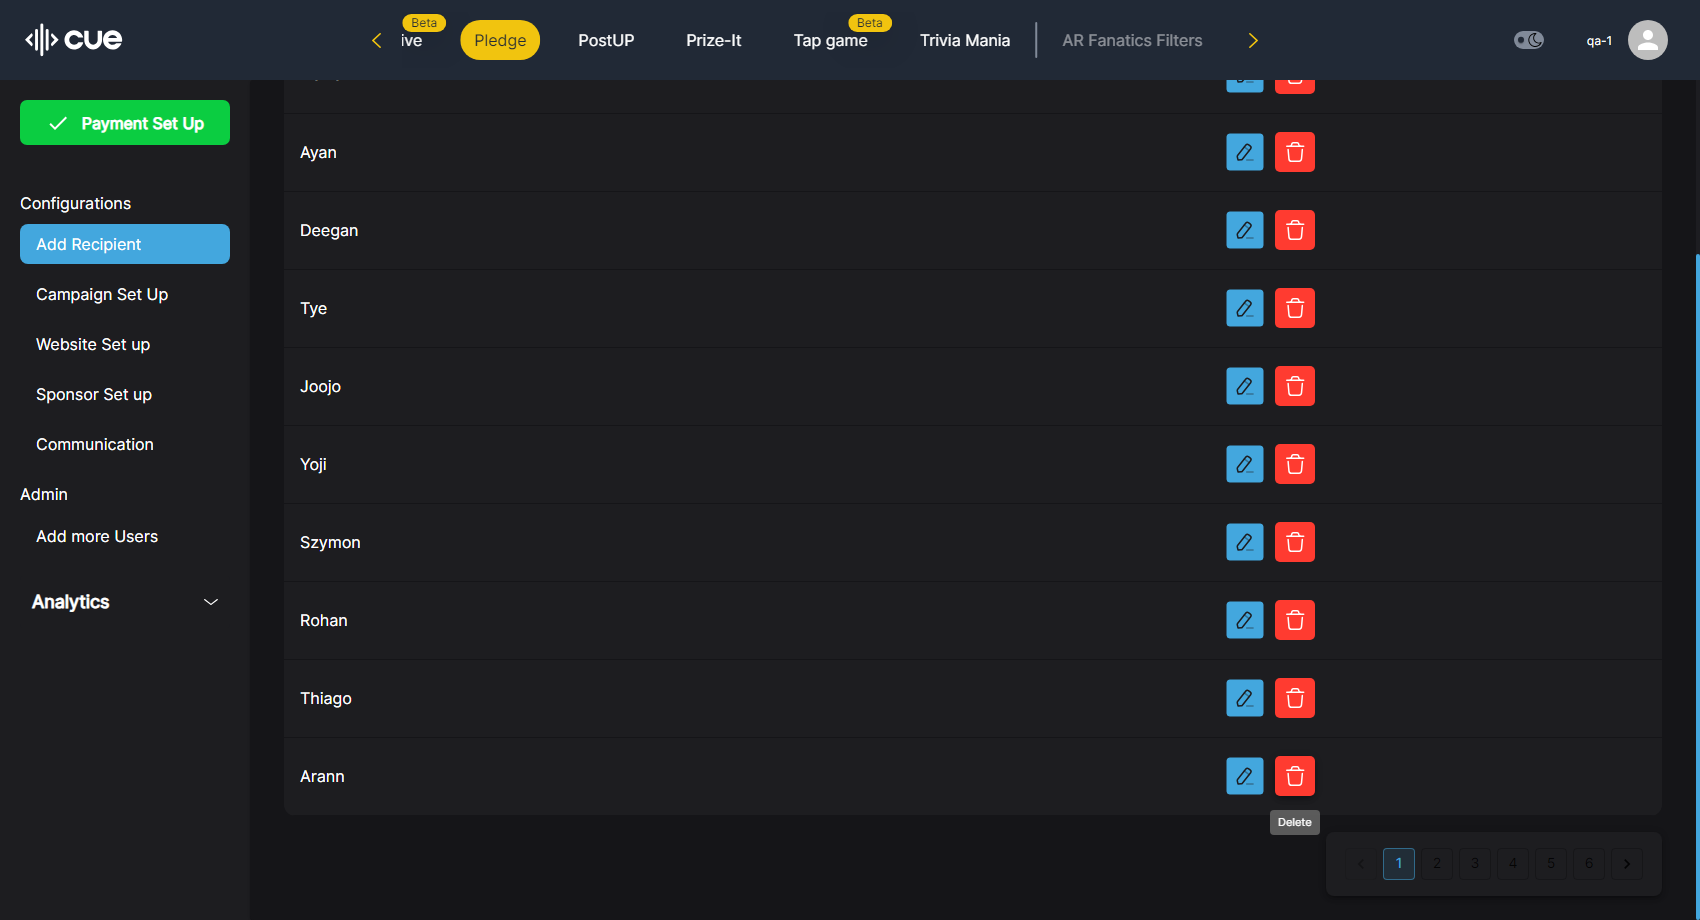 cue
Beta
ive
Pledge
PostUP
Prize-It
Beta
Tap game
Trivia Mania
AR Fanatics Filters
qa-1
Payment Set Up
Configurations
Add Recipient
Campaign Set Up
Website Set up
Sponsor Set up
Communication
Admin
Add more Users
Analytics
Ayan
Deegan
Tye
Joojo
Yoji
Szymon
Rohan
Thiago
Arann
Delete
1 2 3 4 5 6